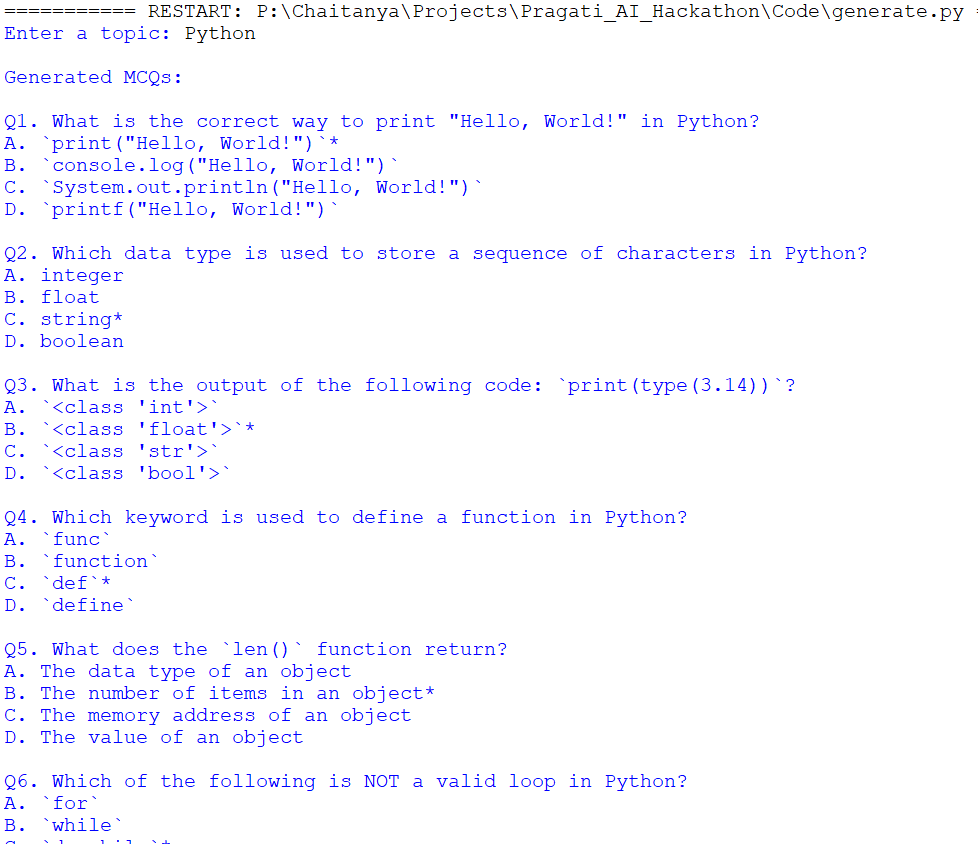 =========== RESTART: P:\Chaitanya\Projects\Pragati_AI_Hackathon\Code\generate.py =
Enter a topic: Python
Generated MCQs:
Q1. What is the correct way to print "Hello, World!" in Python?
A. `print("Hello, World!")`*
B. `console.log("Hello, World!")`
C. `System.out.println("Hello, World!")`
D. `printf("Hello, World!")`
Q2. Which data type is used to store a sequence of characters in Python?
A. integer
B. float
C. string*
D. boolean
Q3. What is the output of the following code: `print(type(3.14))`?
A. `<class 'int'>`
B. `<class 'float'>`*
C. `<class 'str'>`
D. `<class 'bool'>`
Q4. Which keyword is used to define a function in Python?
A. `func`
B. `function`
C. `def`*
D. `define`
Q5. What does the `len()` function return?
A. The data type of an object
B. The number of items in an object*
C. The memory address of an object
D. The value of an object
Q6. Which of the following is NOT a valid loop in Python?
A. `for`
B. `while`